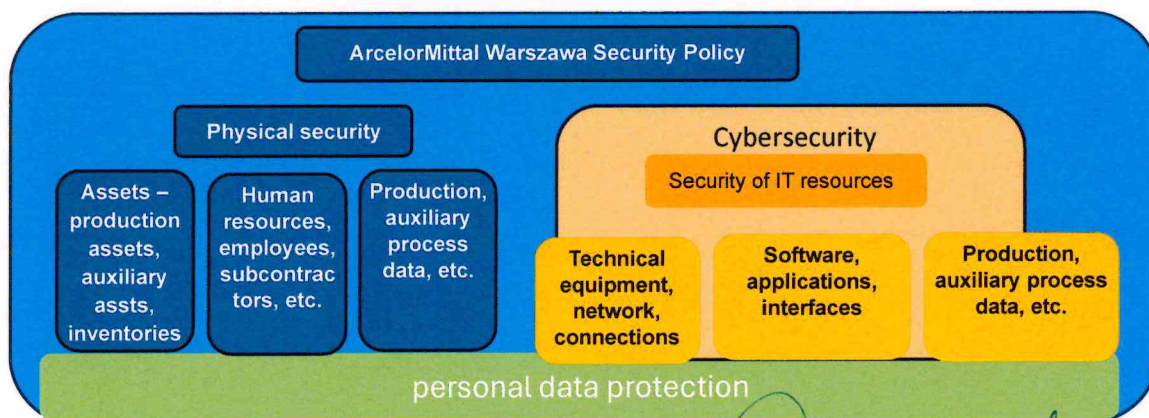 ArcelorMittal Warszawa Security Policy
Physical security
Assets –
production
assets,
auxiliary
assts,
inventories
Human
resources,
employees,
subcontrac
tors, etc.
Production,
auxiliary
process
data, etc.
Cybersecurity
Security of IT resources
Technical
equipment,
network,
connections
Software,
applications,
interfaces
Production,
auxiliary process
data, etc.
personal data protection